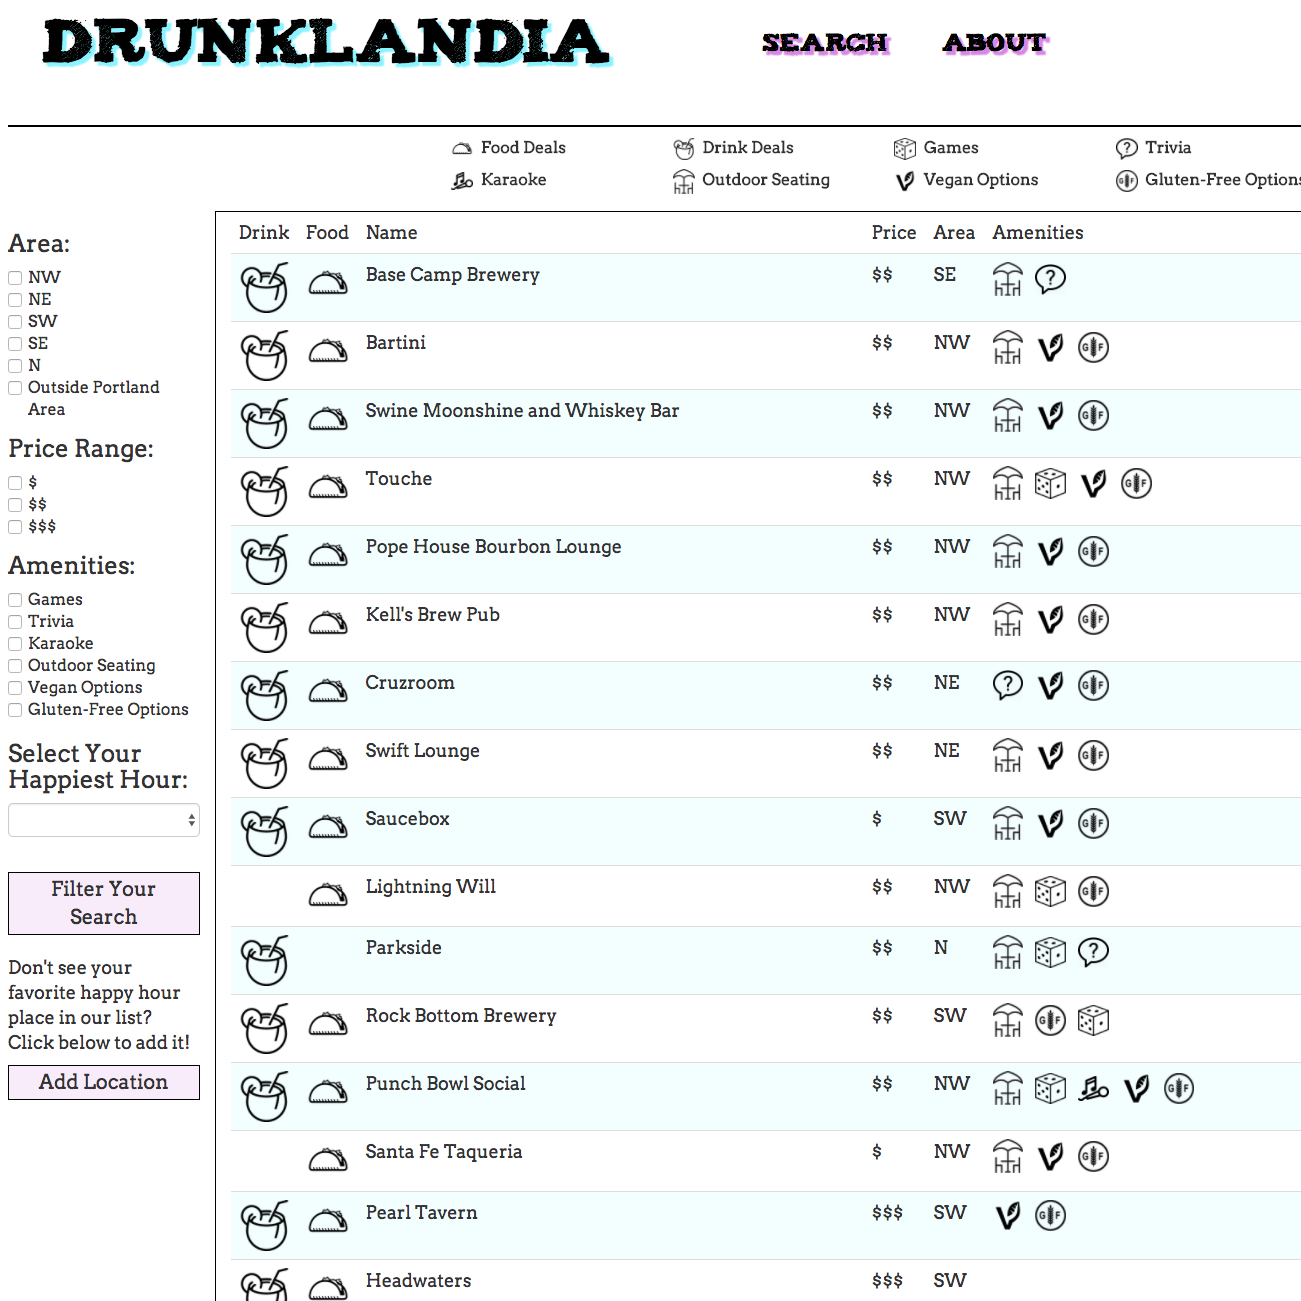 DRUNKLANDIA
SEARCH ABOUT
Food Deals Drink Deals Games Trivia
Karaoke Outdoor Seating Vegan Options Gluten-Free Options
Area:
NW
NE
SW
SE
N
Outside Portland
Area
Price Range:
$
$$
$$$
Amenities:
Games
Trivia
Karaoke
Outdoor Seating
Vegan Options
Gluten-Free Options
Select Your
Happiest Hour:
Filter Your
Search
Don't see your
favorite happy hour
place in our list?
Click below to add it!
Add Location
Drink Food Name Price Area Amenities
Base Camp Brewery $$ SE ?
Bartini $$ NW G F
Swine Moonshine and Whiskey Bar $$ NW G F
Touche $$ NW G F
Pope House Bourbon Lounge $$ NW G F
Kell's Brew Pub $$ NW G F
Cruzroom $$ NE ? G F
Swift Lounge $$ NE G F
Saucebox $ SW G F
Lightning Will $$ NW G F
Parkside $$ N ?
Rock Bottom Brewery $$ SW G F
Punch Bowl Social $$ NW G F
Santa Fe Taqueria $ NW G F
Pearl Tavern $$$ SW G F
Headwaters $$$ SW